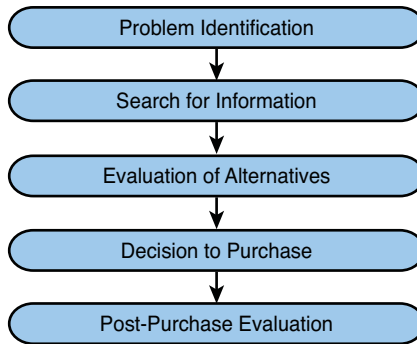 Problem Identification
Search for Information
Evaluation of Alternatives
Decision to Purchase
Post-Purchase Evaluation